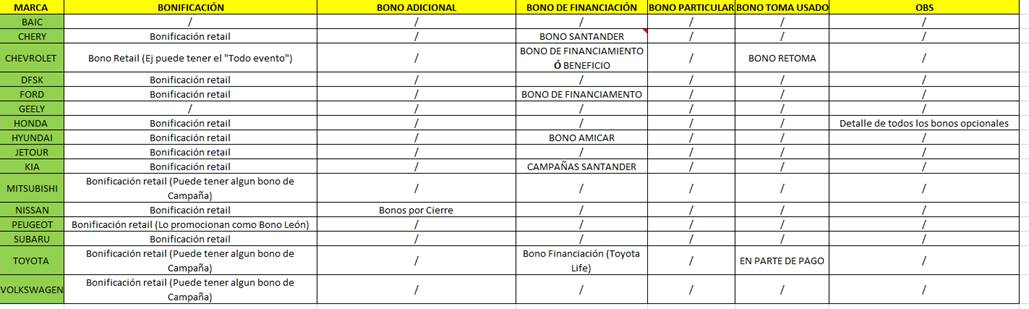 MARCA BONIFICACIÓN BONO ADICIONAL BONO DE FINANCIACIÓN BONO PARTICULAR BONO TOMA USADO OBS
BAIC / / / / / /
CHERY Bonificación retail / BONO SANTANDER / / /
CHEVROLET Bono Retail (Ej puede tener el "Todo evento") / BONO DE FINANCIAMIENTO Ó BENEFICIO / BONO RETOMA /
DFSK Bonificación retail / / / / /
FORD Bonificación retail / BONO DE FINANCIAMENTO / / /
GEELY / / / / / /
HONDA Bonificación retail / / / / Detalle de todos los bonos opcionales
HYUNDAI Bonificación retail / BONO AMICAR / / /
JETOUR Bonificación retail / / / / /
KIA Bonificación retail / CAMPAÑAS SANTANDER / / /
MITSUBISHI Bonificación retail (Puede tener algun bono de Campaña) / / / / /
NISSAN Bonificación retail Bonos por Cierre / / / /
PEUGEOT Bonificación retail (Lo promocionan como Bono León) / / / / /
SUBARU Bonificación retail / / / / /
TOYOTA Bonificación retail (Puede tener algun bono de Campaña) / Bono Financiación (Toyota Life) / EN PARTE DE PAGO /
VOLKSWAGEN Bonificación retail (Puede tener algun bono de Campaña) / / / / /